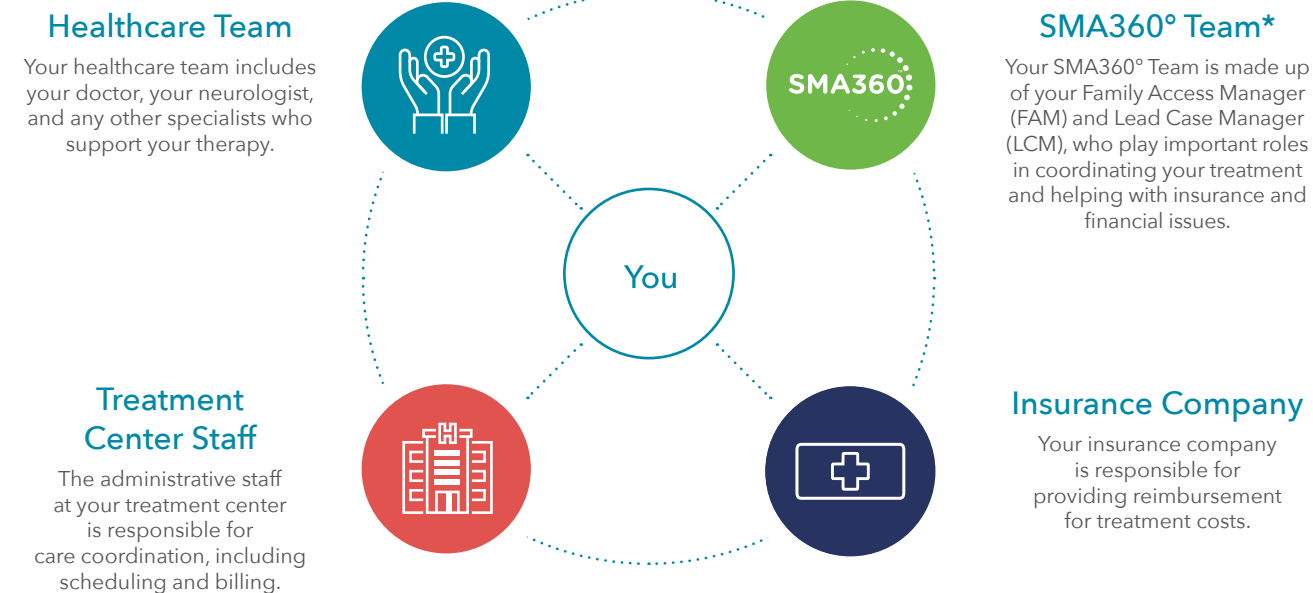 Healthcare Team
Your healthcare team includes
your doctor, your neurologist,
and any other specialists who
support your therapy.
SMA360°
SMA360° Team*
Your SMA360° Team is made up
of your Family Access Manager
(FAM) and Lead Case Manager
(LCM), who play important roles
in coordinating your treatment
and helping with insurance and
financial issues.
You
Treatment
Center Staff
The administrative staff
at your treatment center
is responsible for
care coordination, including
scheduling and billing.
H
Insurance Company
Your insurance company
is responsible for
providing reimbursement
for treatment costs.